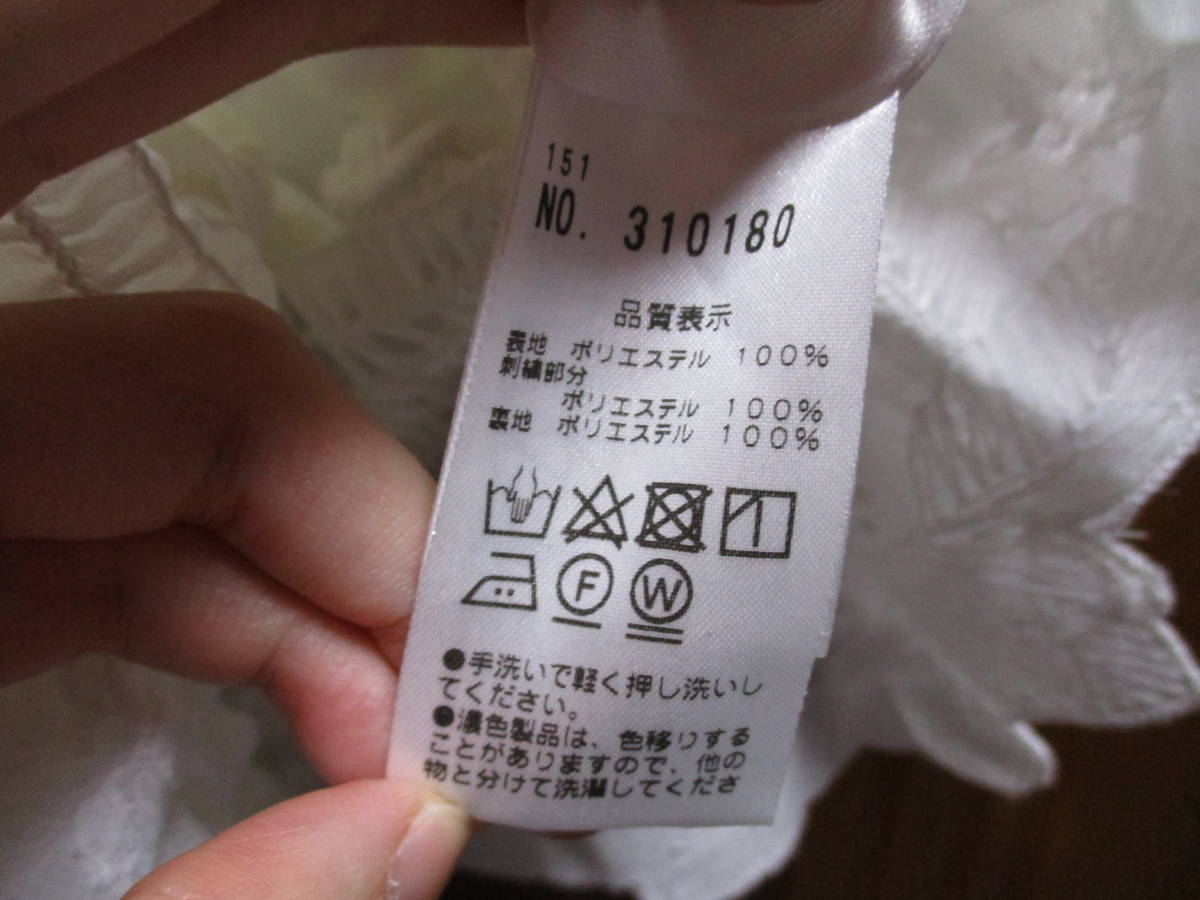 151
NO. 310180
品質表示
表地 ポリエステル 100%
刺繍部分
ポリエステル 100%
裏地 ポリエステル 100%
F W
●手洗いで軽く押し洗いし
てください。
●濃色製品は、色移りする
ことがありますので、他の
物と分けて洗濯してくださ